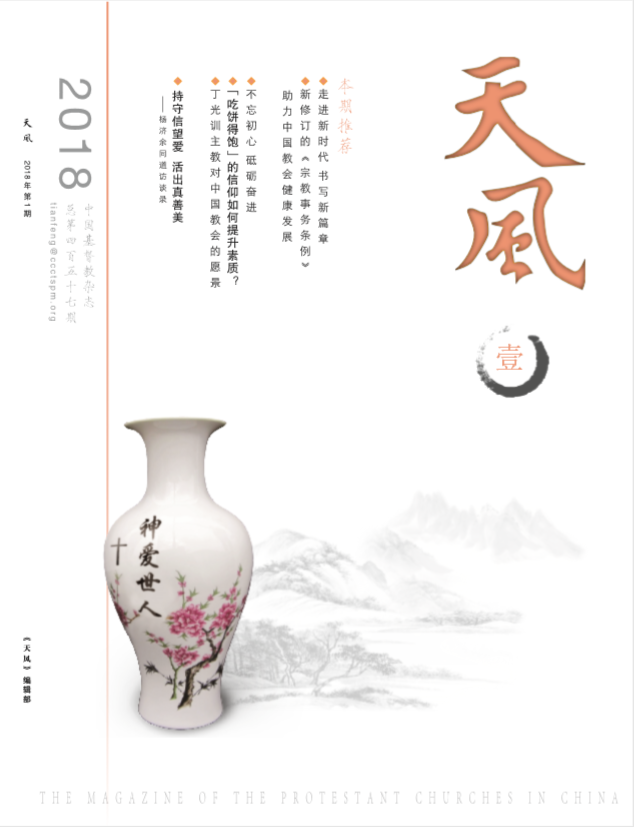 天風
壹
本期推荐
走进新时代 书写新篇章
新修订的《宗教事务条例》
助力中国教会健康发展
不忘初心 砥砺奋进
「吃饼得饱」的信仰如何提升素质？
丁光训主教对中国教会的愿景
持守信望爱 活出真善美
——杨济余同道访谈录
2018
中国基督教杂志
总第四百五十七期
tianfeng@ccctspm.org
天風
2018年第1期
《天风》编辑部
神爱世人
THE MAGAZINE OF THE PROTESTANT CHURCHES IN CHINA